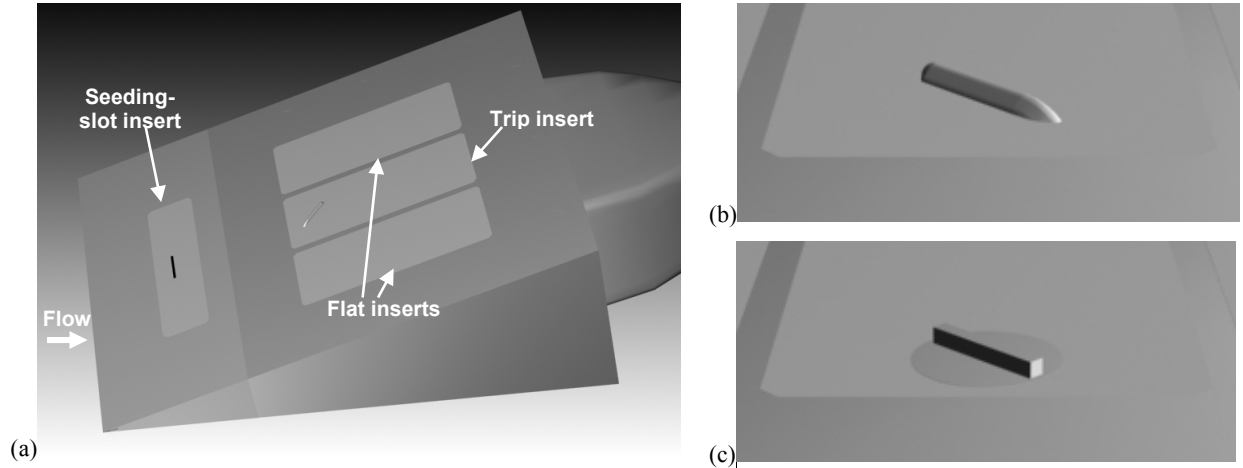 Seeding-
slot insert
Trip insert
Flat inserts
Flow
(a)
(b)
(c)